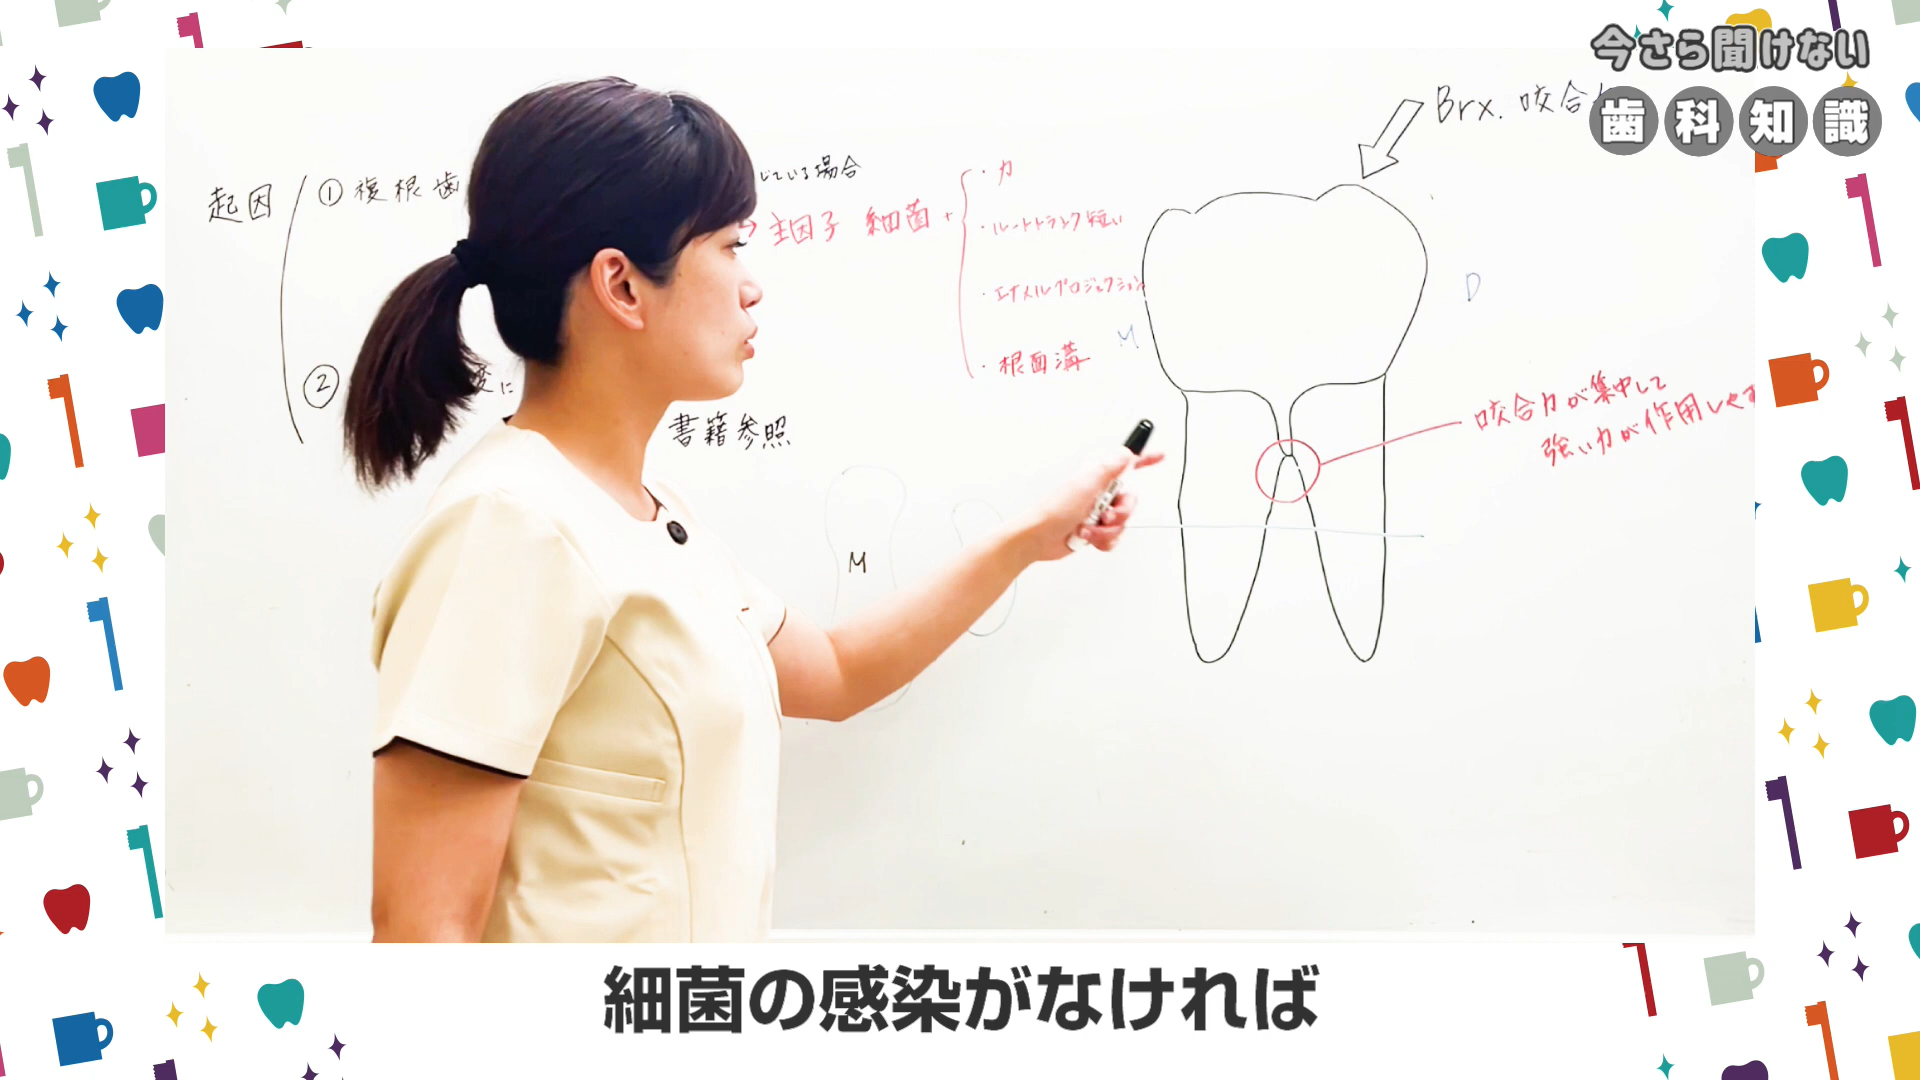 今さら聞けない
歯科知識
Brx. 咬合
起因
① 複根歯
じている場合
主因子 細菌 +
・力
・ルートトランク短い
・エナメルプロジェクション
・根面溝
②
変に
書籍参照
M
D
咬合力が集中して
強い力が作用しやす
M
細菌の感染がなければ